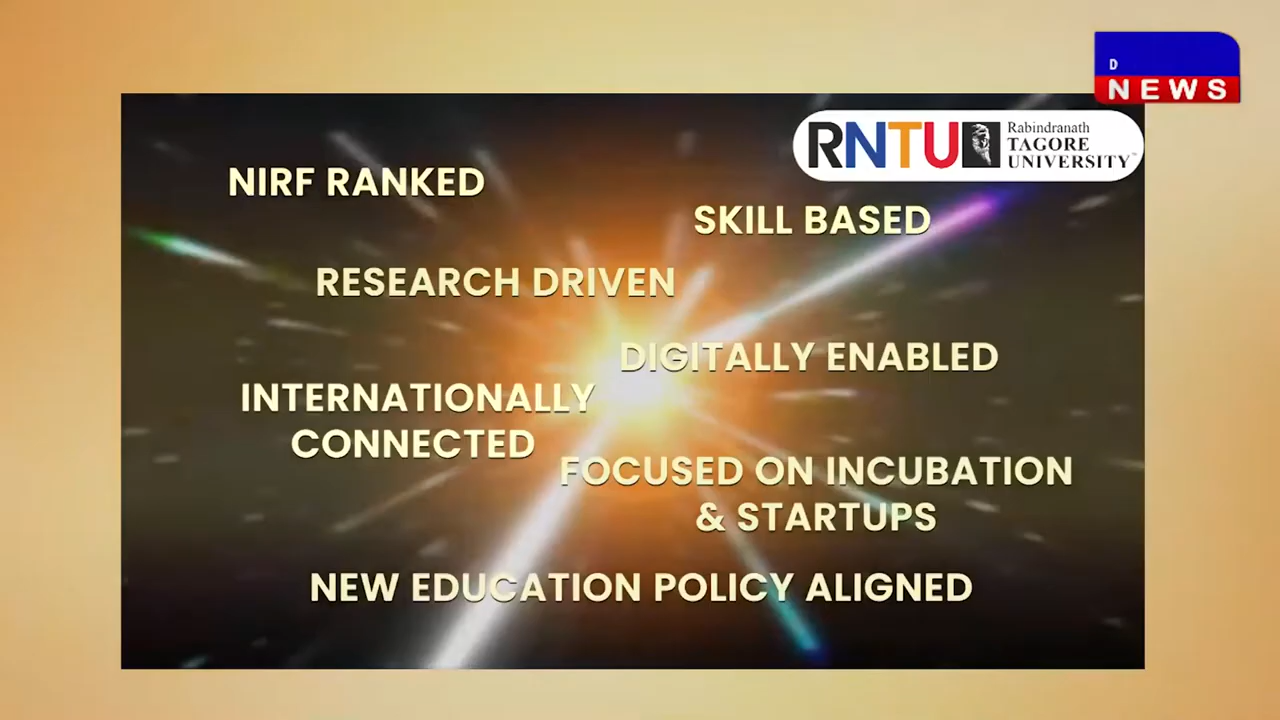 D
NEWS
RNTU
Rabindranath
TAGORE
UNIVERSITY™
NIRF RANKED
SKILL BASED
RESEARCH DRIVEN
DIGITALLY ENABLED
INTERNATIONALLY
CONNECTED
FOCUSED ON INCUBATION
& STARTUPS
NEW EDUCATION POLICY ALIGNED